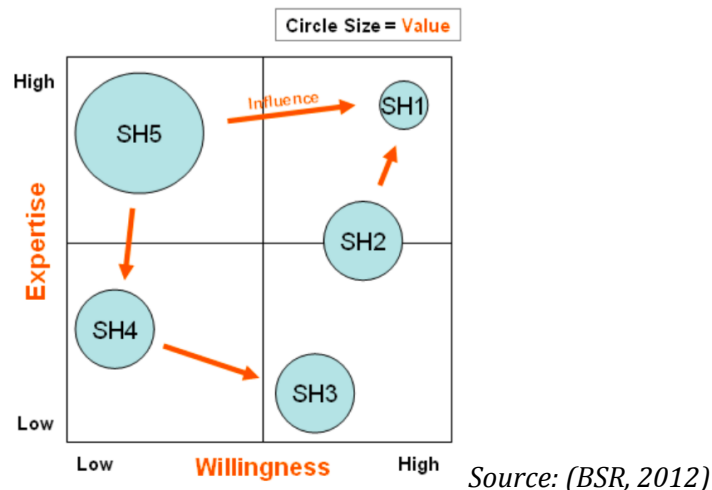 Circle Size = Value
High
Influence
SH1
SH5
Expertise
SH2
SH4
SH3
Low
Low Willingness High
Source: (BSR, 2012)